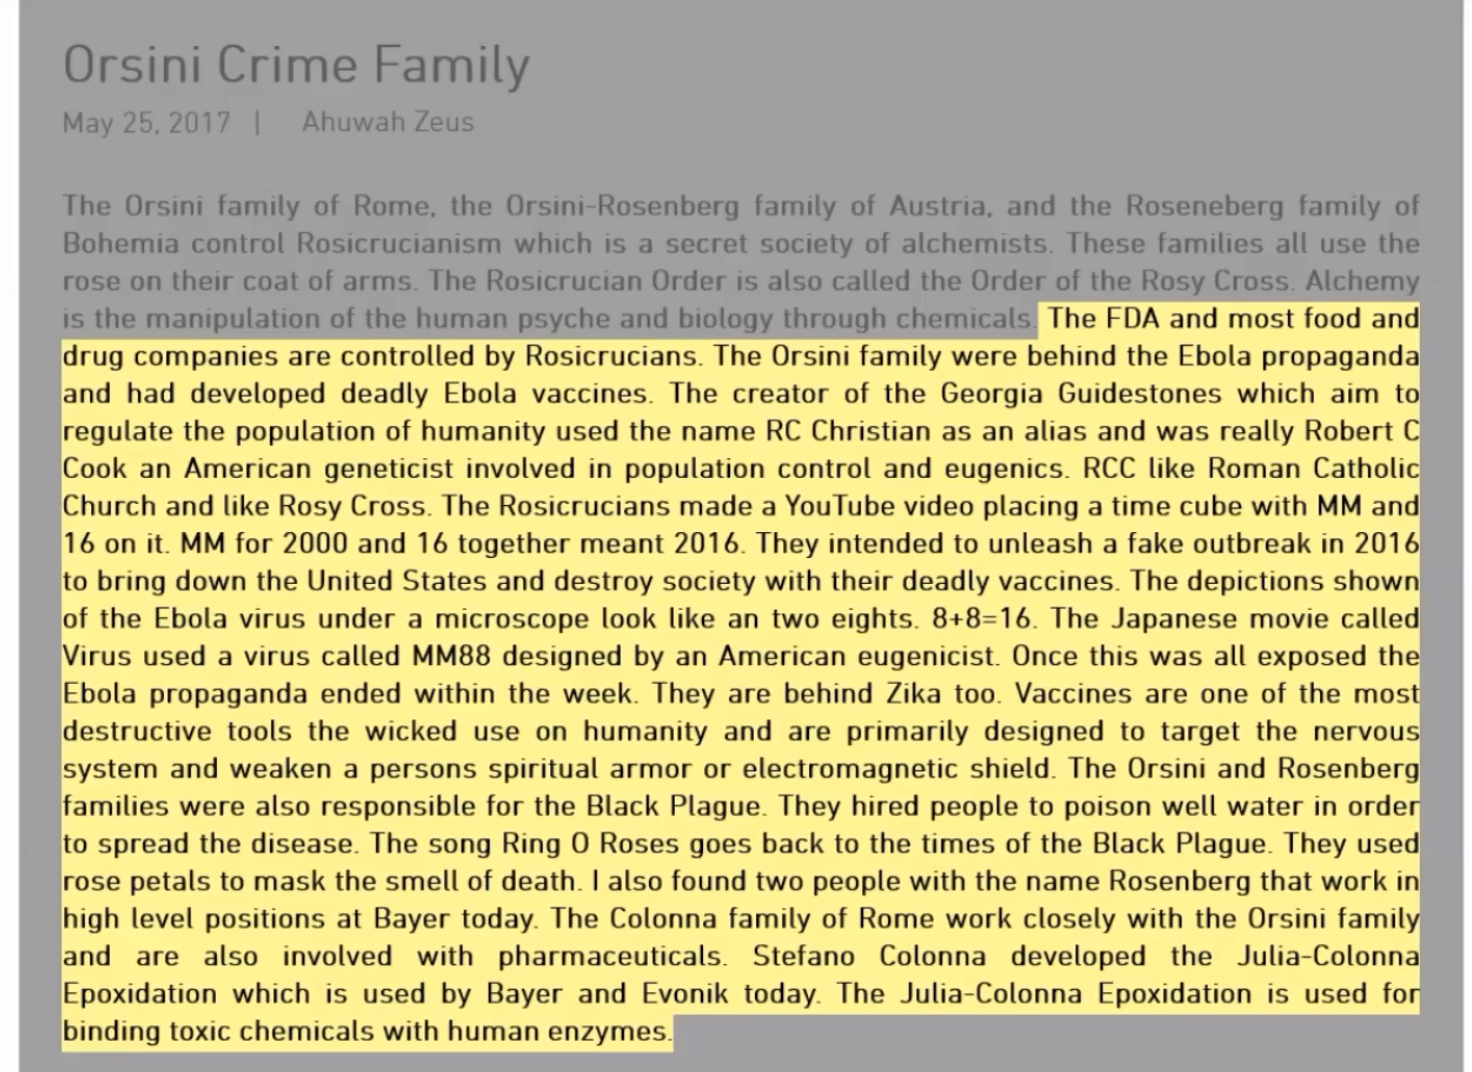 Orsini Crime Family
May 25, 2017 | Ahuwah Zeus
The Orsini family of Rome, the Orsini-Rosenberg family of Austria, and the Roseneberg family of
Bohemia control Rosicrucianism which is a secret society of alchemists. These families all use the
rose on their coat of arms. The Rosicrucian Order is also called the Order of the Rosy Cross. Alchemy
is the manipulation of the human psyche and biology through chemicals. The FDA and most food and
drug companies are controlled by Rosicrucians. The Orsini family were behind the Ebola propaganda
and had developed deadly Ebola vaccines. The creator of the Georgia Guidestones which aim to
regulate the population of humanity used the name RC Christian as an alias and was really Robert C
Cook an American geneticist involved in population control and eugenics. RCC like Roman Catholic
Church and like Rosy Cross. The Rosicrucians made a YouTube video placing a time cube with MM and
16 on it. MM for 2000 and 16 together meant 2016. They intended to unleash a fake outbreak in 2016
to bring down the United States and destroy society with their deadly vaccines. The depictions shown
of the Ebola virus under a microscope look like an two eights. 8+8=16. The Japanese movie called
Virus used a virus called MM88 designed by an American eugenicist. Once this was all exposed the
Ebola propaganda ended within the week. They are behind Zika too. Vaccines are one of the most
destructive tools the wicked use on humanity and are primarily designed to target the nervous
system and weaken a persons spiritual armor or electromagnetic shield. The Orsini and Rosenberg
families were also responsible for the Black Plague. They hired people to poison well water in order
to spread the disease. The song Ring O Roses goes back to the times of the Black Plague. They used
rose petals to mask the smell of death. I also found two people with the name Rosenberg that work in
high level positions at Bayer today. The Colonna family of Rome work closely with the Orsini family
and are also involved with pharmaceuticals. Stefano Colonna developed the Julia-Colonna
Epoxidation which is used by Bayer and Evonik today. The Julia-Colonna Epoxidation is used for
binding toxic chemicals with human enzymes.